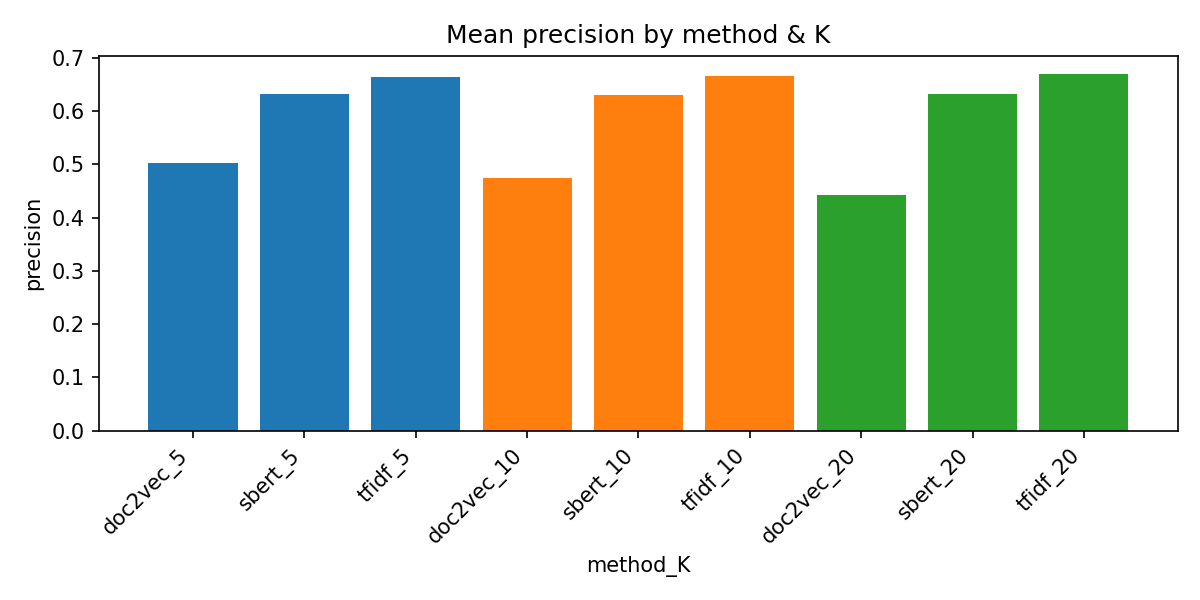 Mean precision by method & K
precision
0.7
0.6
0.5
0.4
0.3
0.2
0.1
0.0
doc2vec_5
sbert_5
tfidf_5
doc2vec_10
sbert_10
tfidf_10
doc2vec_20
sbert_20
tfidf_20
method_K